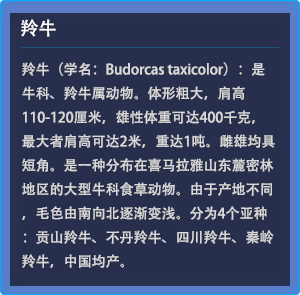 羚牛
羚牛（学名：Budorcas taxicolor）：是
牛科、羚牛属动物。体形粗大，肩高
110-120厘米，雄性体重可达400千克，
最大者肩高可达2米，重达1吨。雌雄均具
短角。是一种分布在喜马拉雅山东麓密林
地区的大型牛科食草动物。由于产地不同
，毛色由南向北逐渐变浅。分为4个亚种
：贡山羚牛、不丹羚牛、四川羚牛、秦岭
羚牛，中国均产。